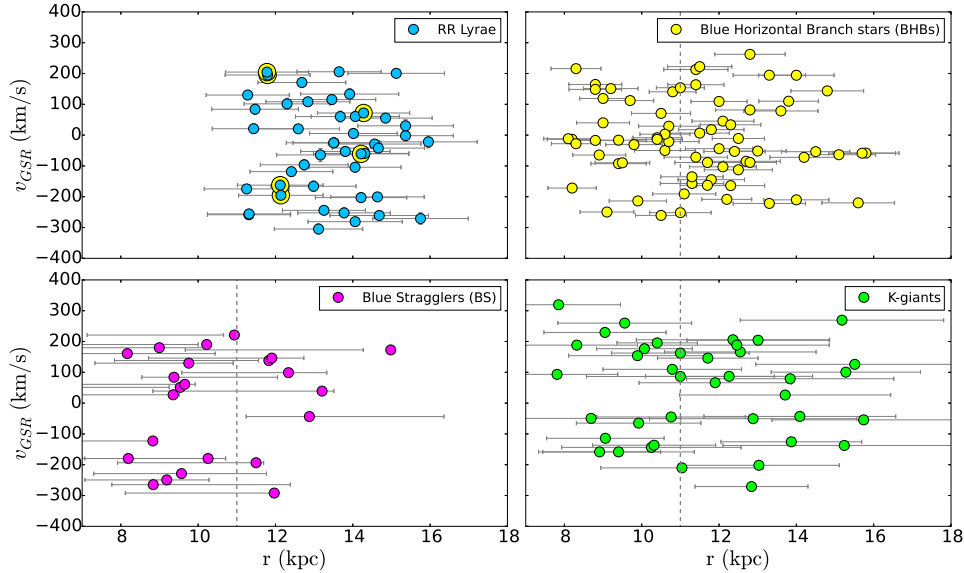 400
300
200
100
0
−100
−200
−300
−400
v_GSR (km/s)
RR Lyrae
Blue Horizontal Branch stars (BHBs)
400
300
200
100
0
−100
−200
−300
−400
v_GSR (km/s)
Blue Stragglers (BS)
K-giants
8 10 12 14 16 18
8 10 12 14 16 18
r (kpc)
r (kpc)